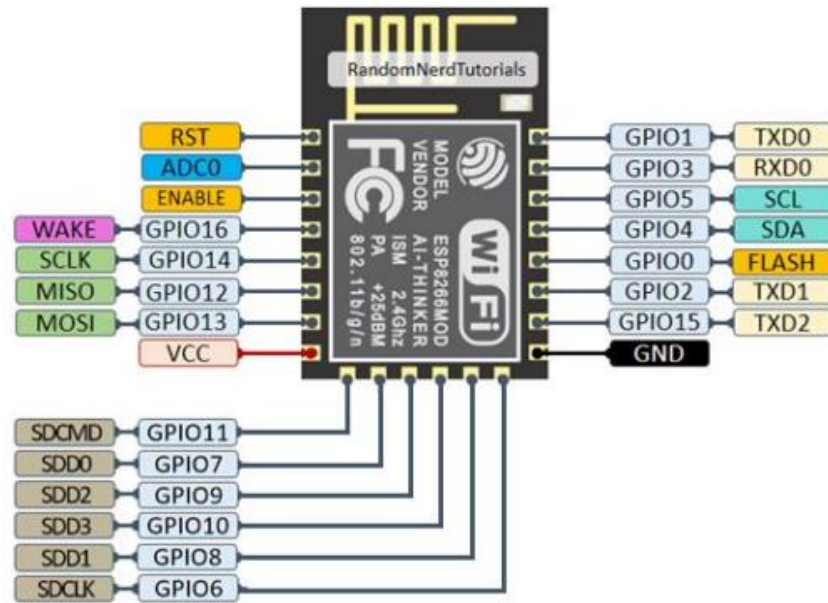 RandomNerdTutorials
RST
ADC0
ENABLE
WAKE GPIO16
SCLK GPIO14
MISO GPIO12
MOSI GPIO13
VCC
MODEL
VENDOR
FC
ESP8266MOD
AI-THINKER
ISM 2.4Ghz
PA +25dBM
802.11b/g/n
WiFi
GPIO1 TXD0
GPIO3 RXD0
GPIO5 SCL
GPIO4 SDA
GPIO0 FLASH
GPIO2 TXD1
GPIO15 TXD2
GND
SDCMD GPIO11
SDD0 GPIO7
SDD2 GPIO9
SDD3 GPIO10
SDD1 GPIO8
SDCLK GPIO6